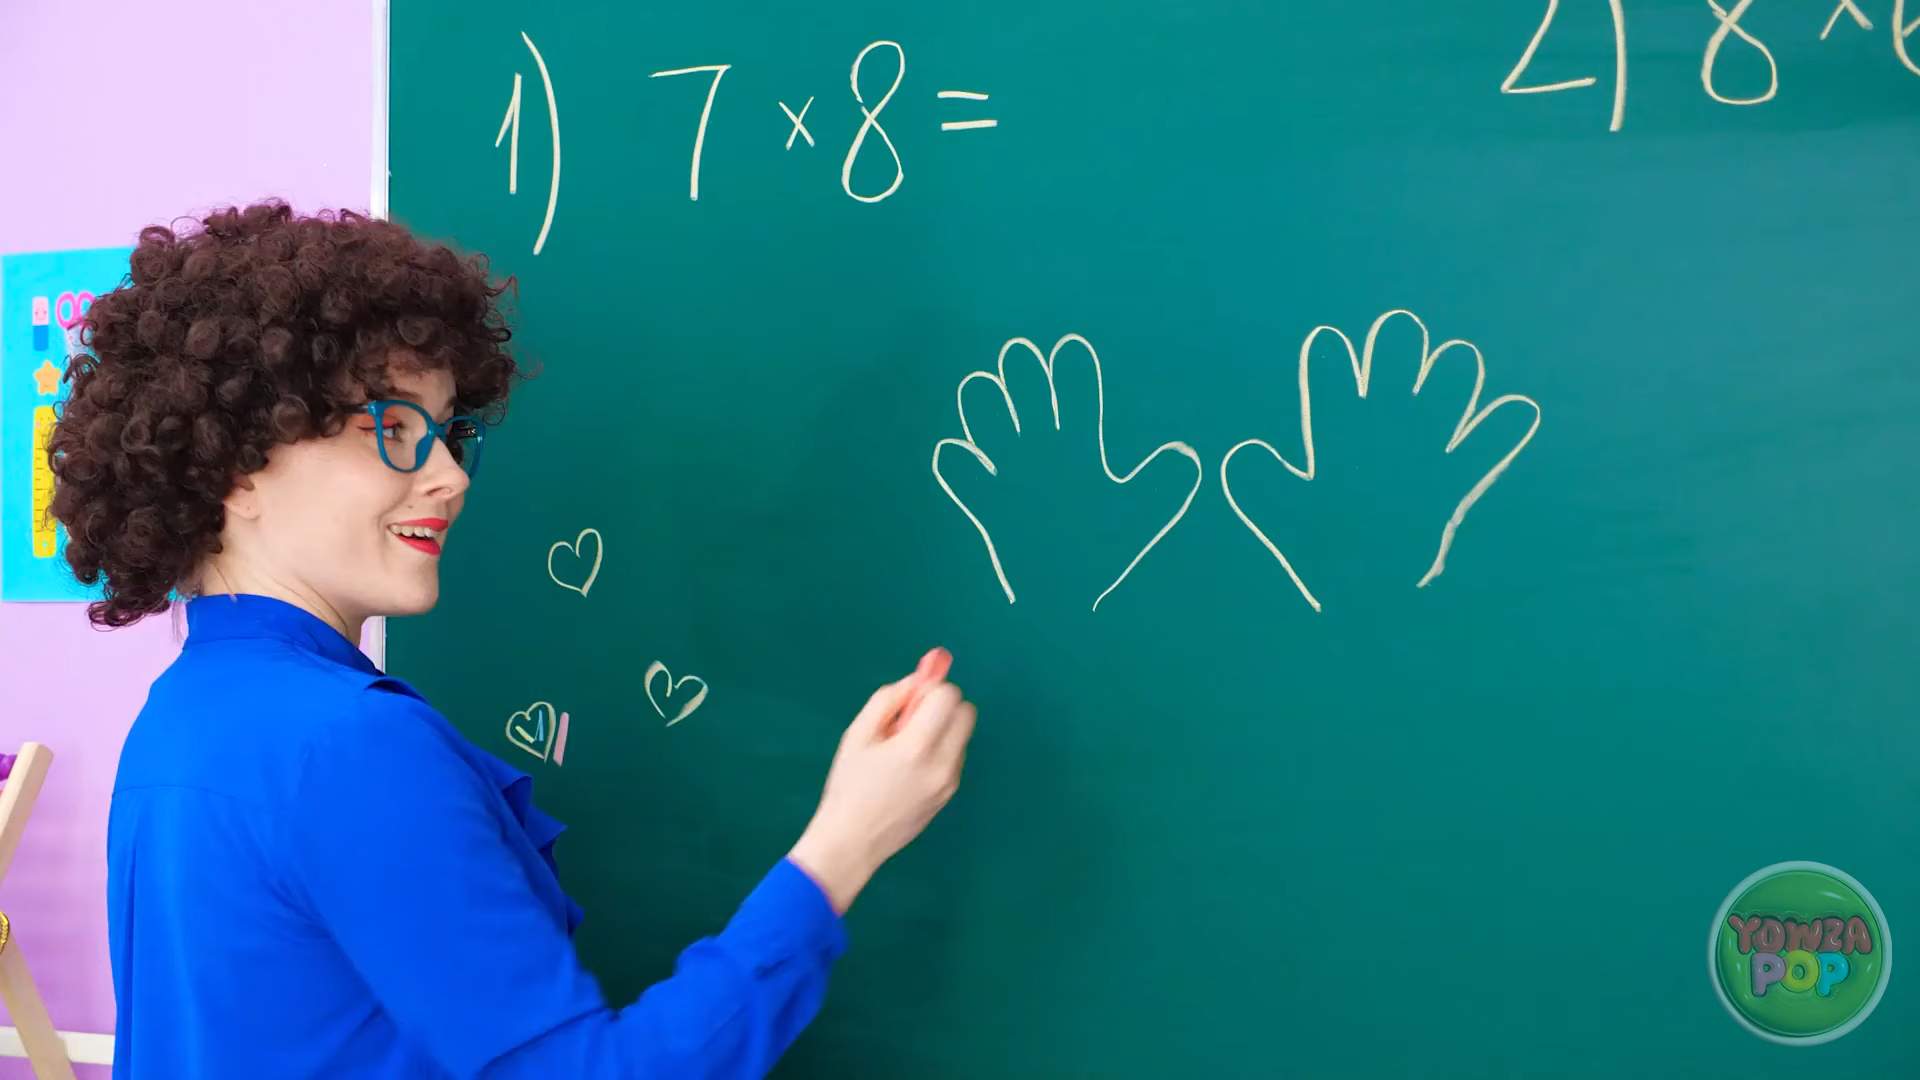 1) 7 × 8 =
2) 8 ×
YOWZA
POP